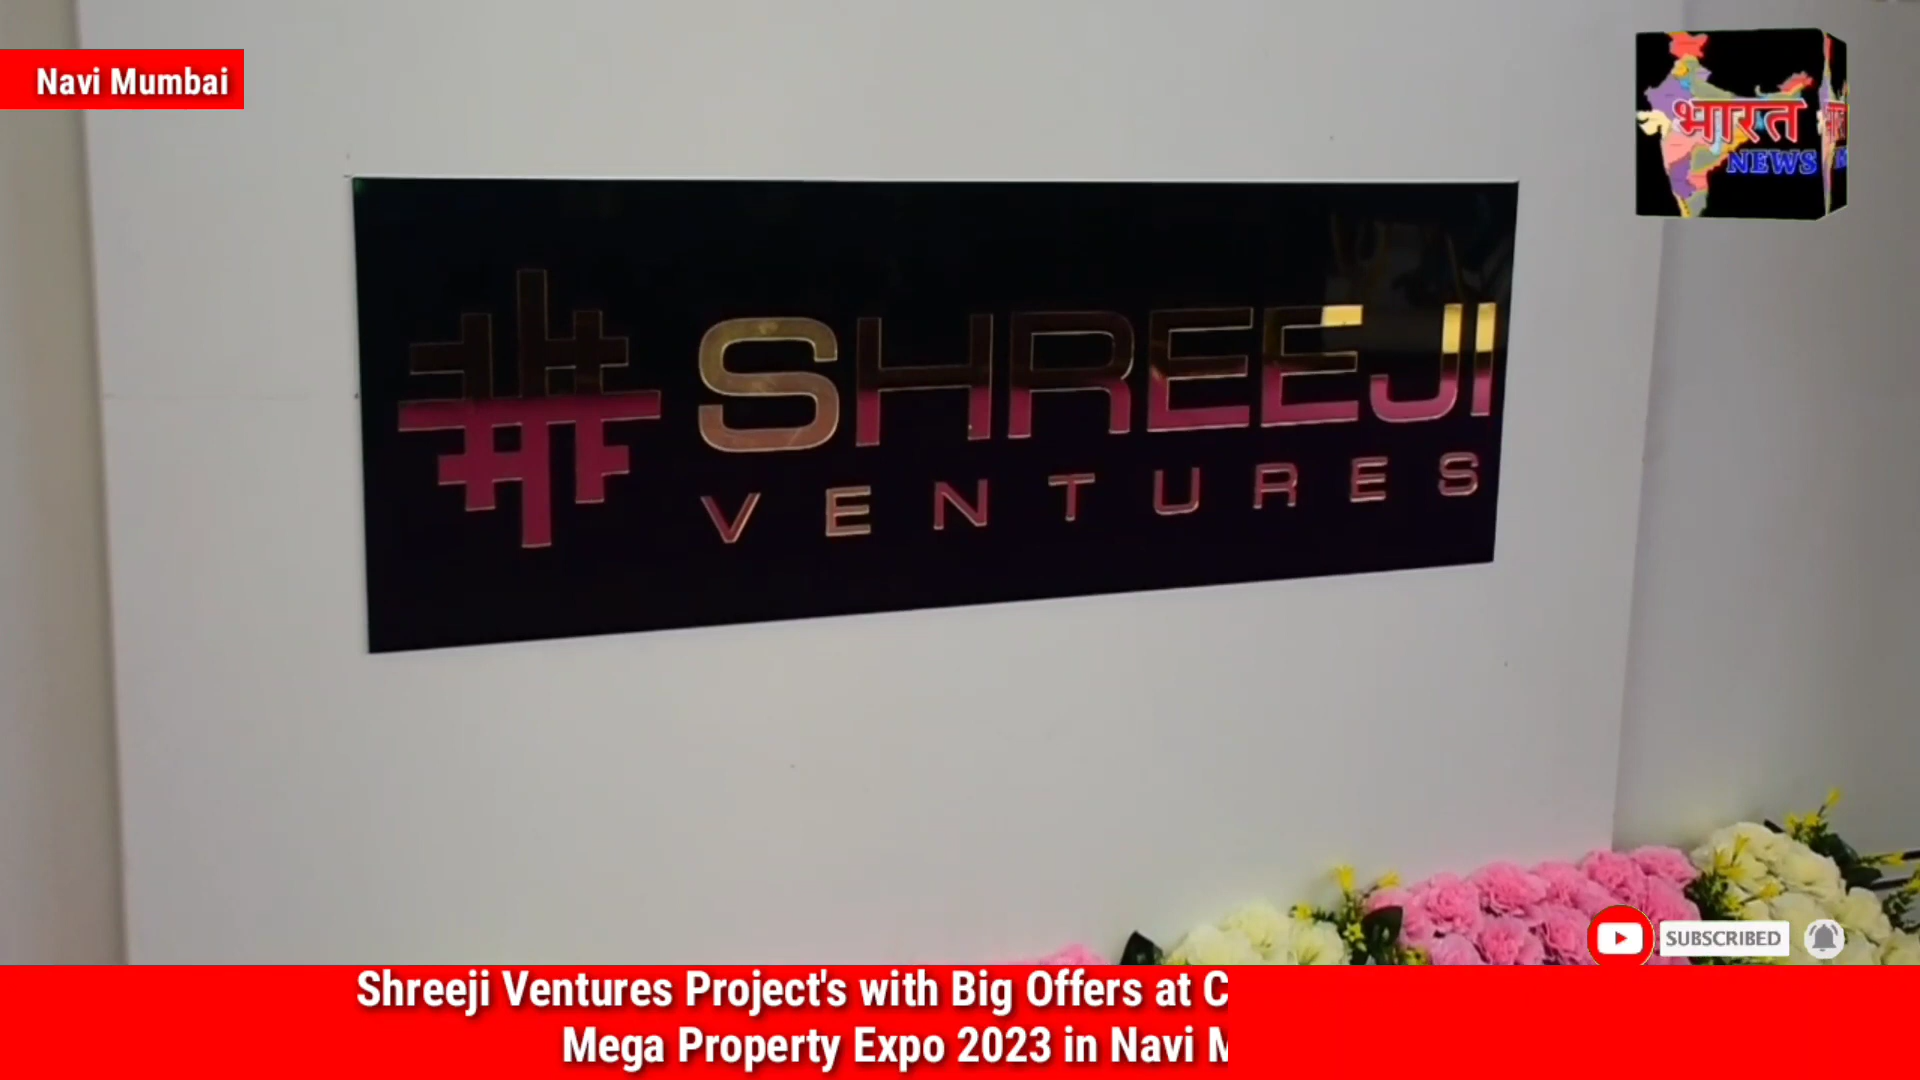 Navi Mumbai
भारत
NEWS
SHREEJI
VENTURES
SUBSCRIBED
Shreeji Ventures Project's with Big Offers at C
Mega Property Expo 2023 in Navi M